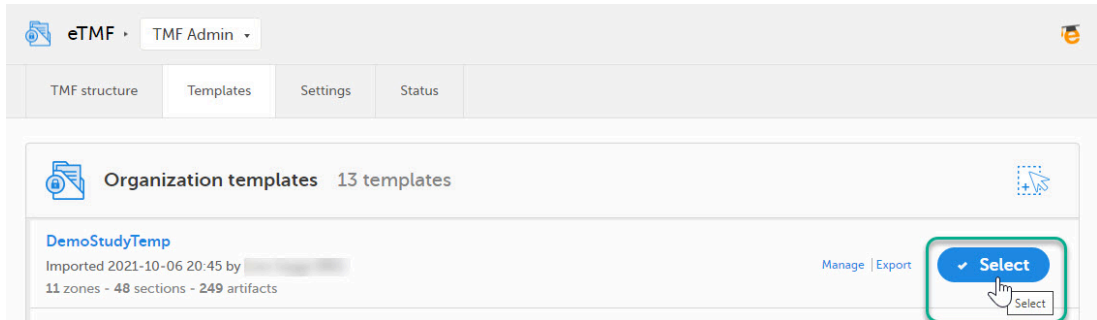 eTMF TMF Admin
TMF structure Templates Settings Status
Organization templates 13 templates
DemoStudyTemp
Imported 2021-10-06 20:45 by
11 zones - 48 sections - 249 artifacts
Manage | Export
Select
Select